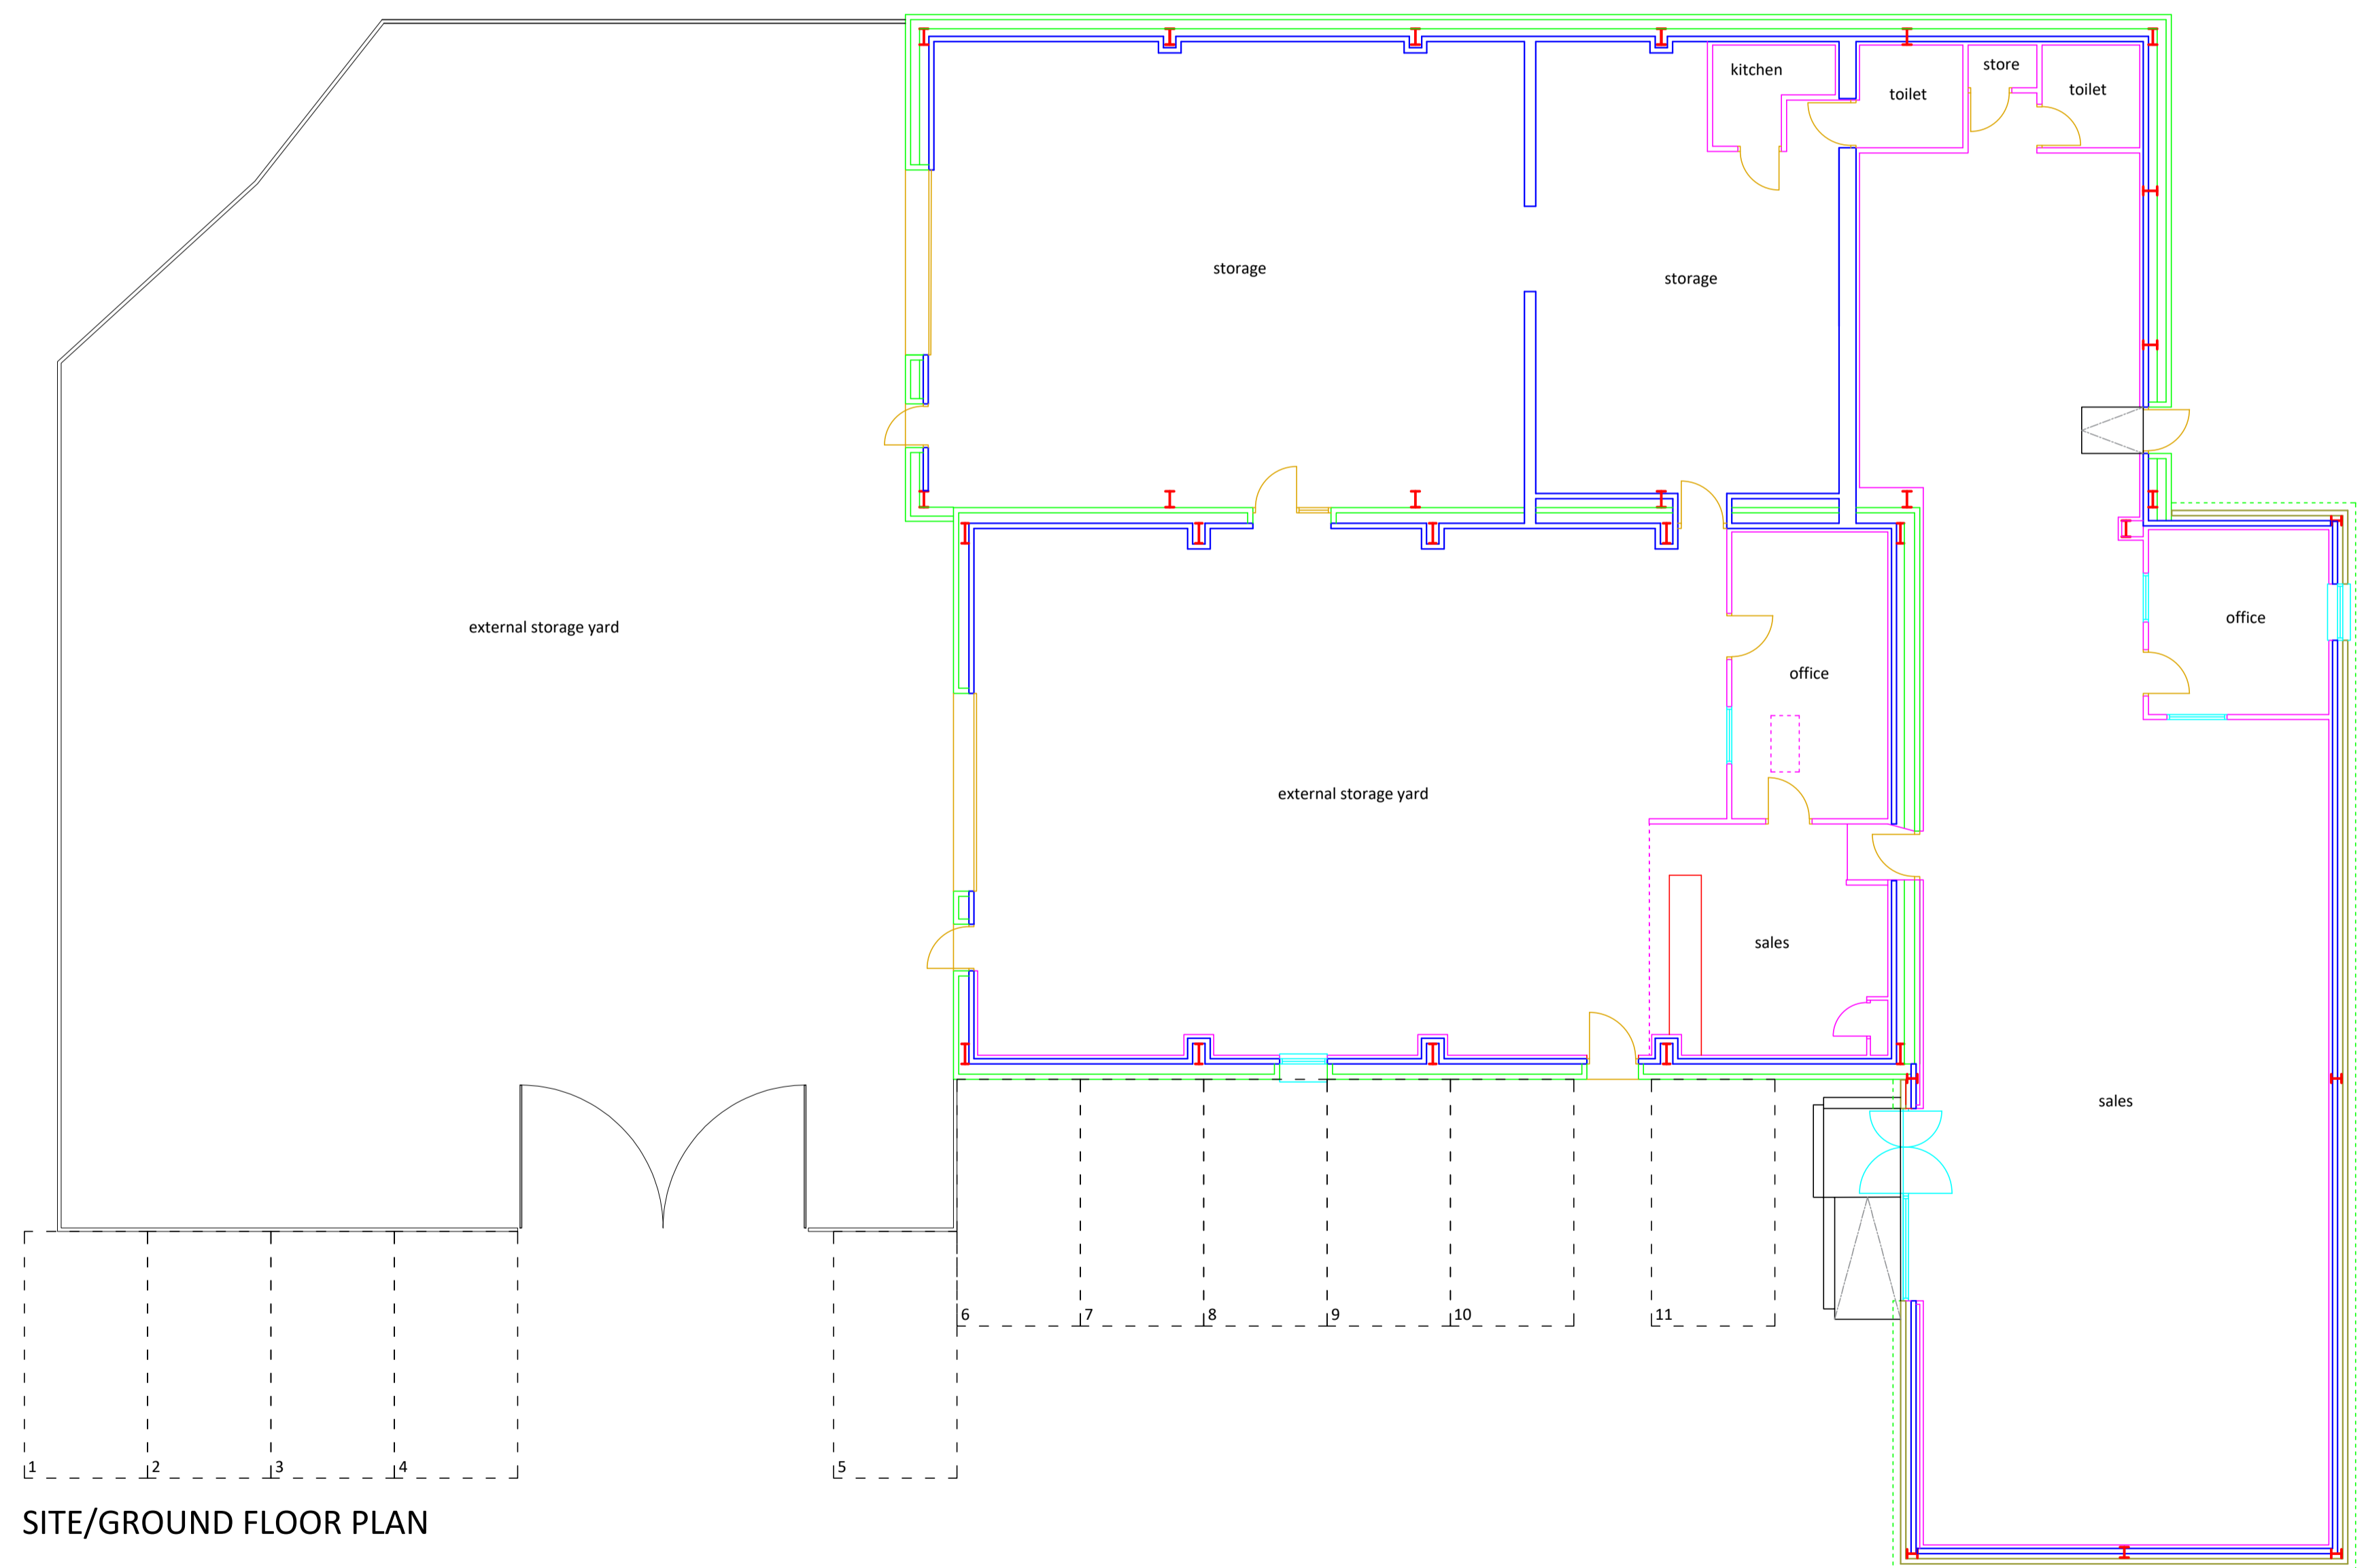 kitchen
store
toilet
toilet
storage
storage
external storage yard
office
office
external storage yard
sales
sales
6
7
8
9
10
11
1
2
3
4
5
SITE/GROUND FLOOR PLAN